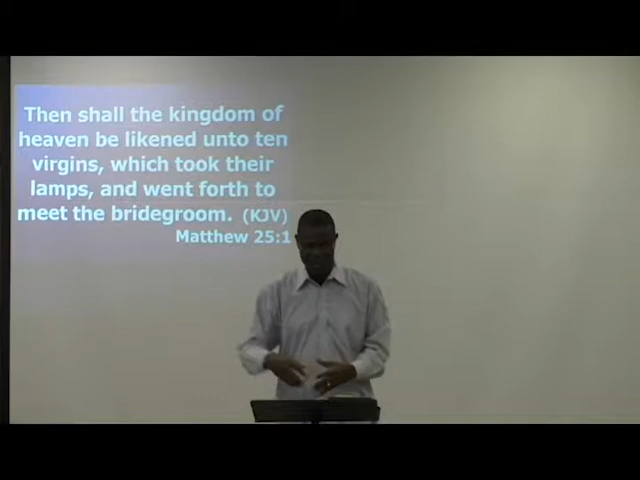 Then shall the kingdom of
heaven be likened unto ten
virgins, which took their
lamps, and went forth to
meet the bridegroom. (KJV)
Matthew 25:1